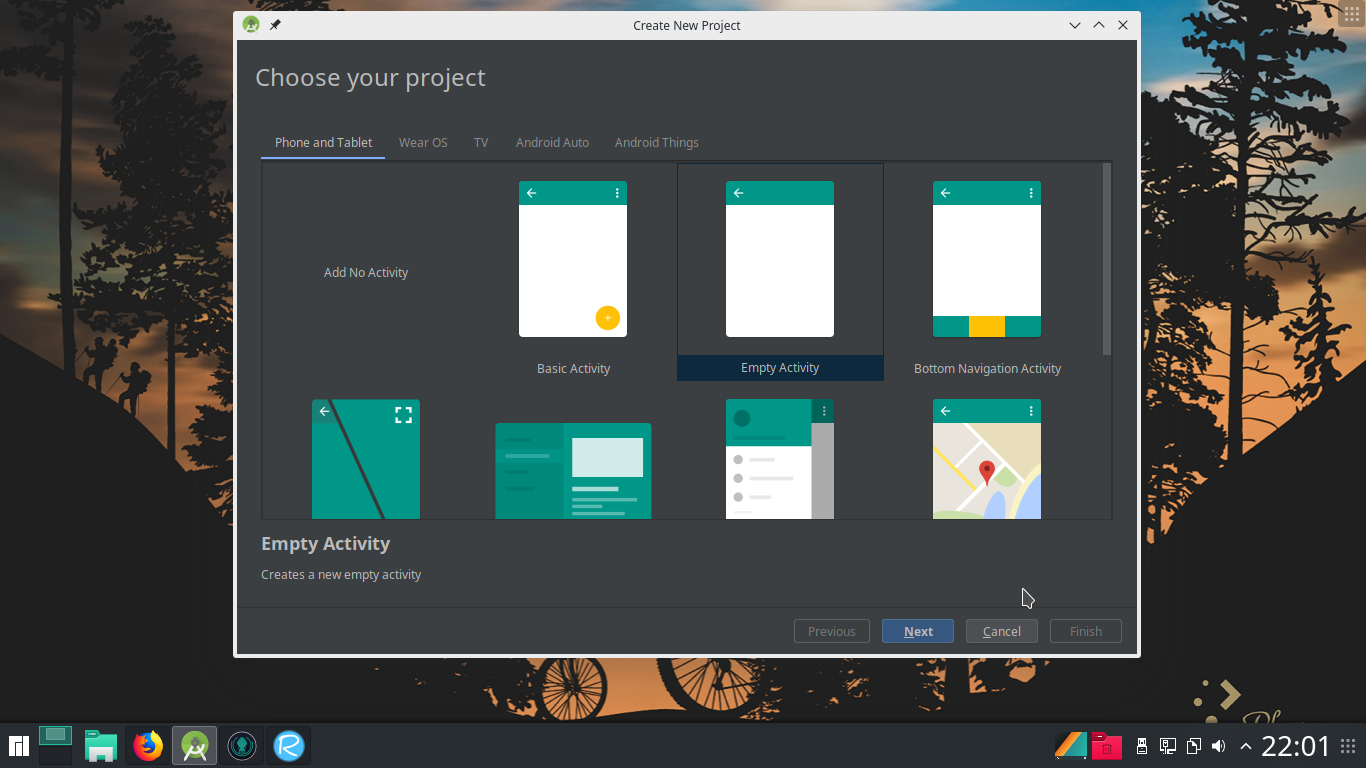 Create New Project
Choose your project
Phone and Tablet
Wear OS
TV
Android Auto
Android Things
Add No Activity
Basic Activity
Empty Activity
Bottom Navigation Activity
Empty Activity
Creates a new empty activity
Previous
Next
Cancel
Finish
22:01